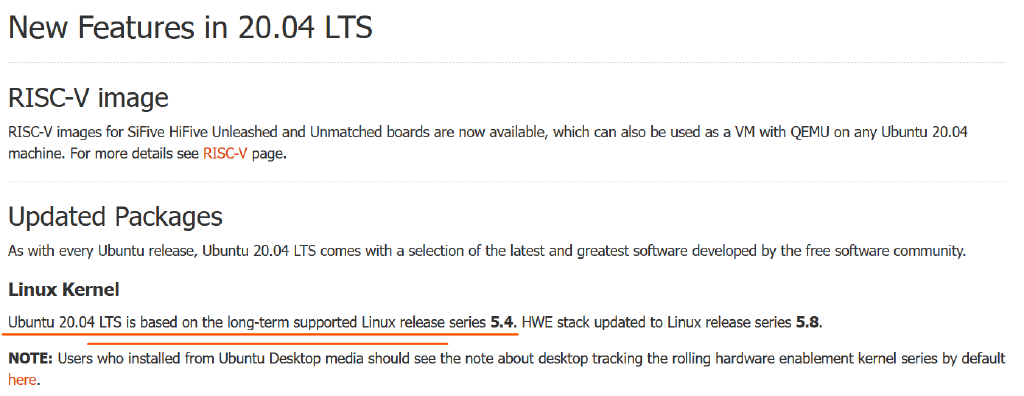 New Features in 20.04 LTS
RISC-V image
RISC-V images for SiFive HiFive Unleashed and Unmatched boards are now available, which can also be used as a VM with QEMU on any Ubuntu 20.04
machine. For more details see RISC-V page.
Updated Packages
As with every Ubuntu release, Ubuntu 20.04 LTS comes with a selection of the latest and greatest software developed by the free software community.
Linux Kernel
Ubuntu 20.04 LTS is based on the long-term supported Linux release series 5.4. HWE stack updated to Linux release series 5.8.
NOTE: Users who installed from Ubuntu Desktop media should see the note about desktop tracking the rolling hardware enablement kernel series by default
here.